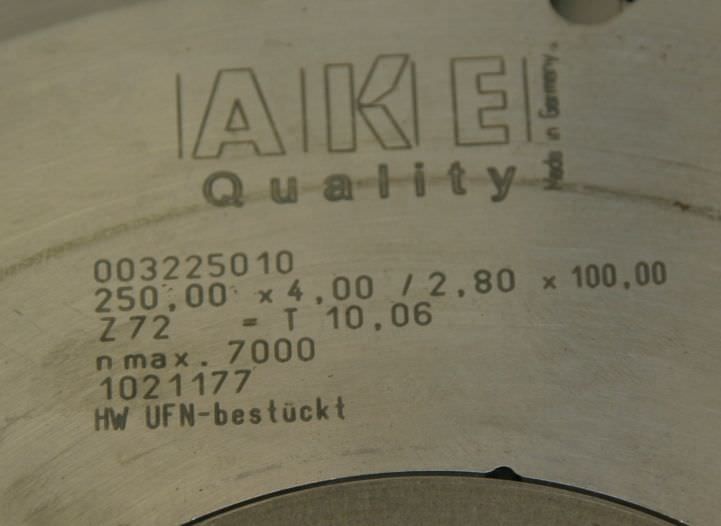 AKE
Made in Germany.
Quality
003225010
250,00 x 4,00 / 2,80 x 100,00
Z 72 = T 10,06
n max. 7000
1021177
HW UFN-bestückt